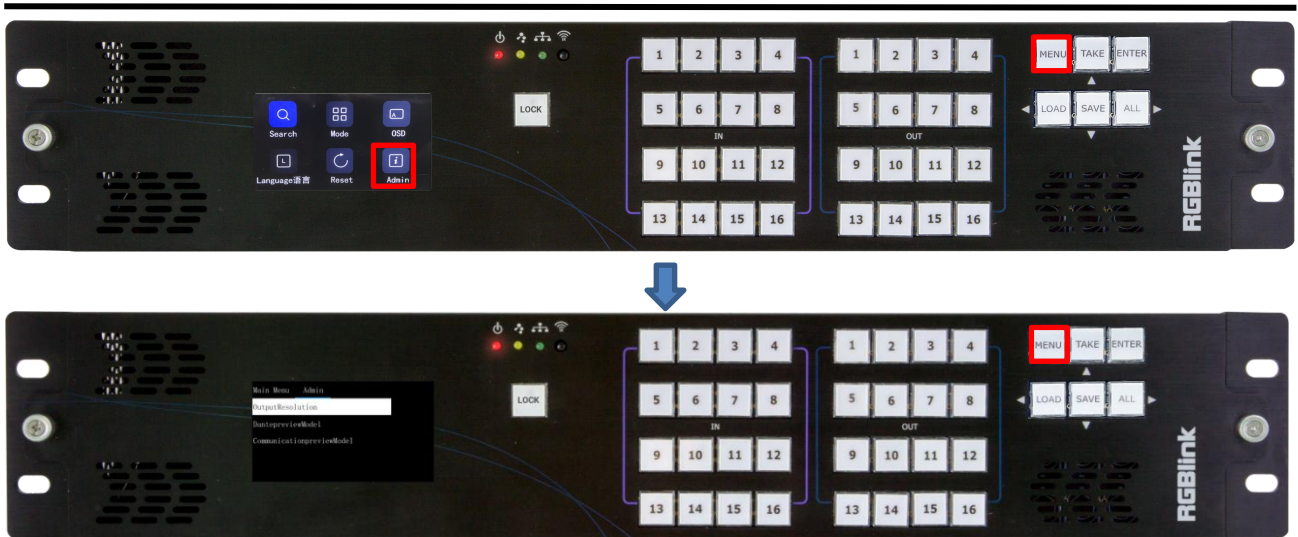 MENU TAKE ENTER
1 2 3 4 1 2 3 4
Search Mode OSD
LOCK
5 6 7 8 5 6 7 8
LOAD SAVE ALL
IN OUT
Language语言 Reset Admin
9 10 11 12 9 10 11 12
RGBlink
13 14 15 16 13 14 15 16
MENU TAKE ENTER
1 2 3 4 1 2 3 4
Main Menu Admin
OutputResolution
DantepreviewModel
CommunicationpreviewModel
LOCK
5 6 7 8 5 6 7 8
LOAD SAVE ALL
IN OUT
9 10 11 12 9 10 11 12
RGBlink
13 14 15 16 13 14 15 16